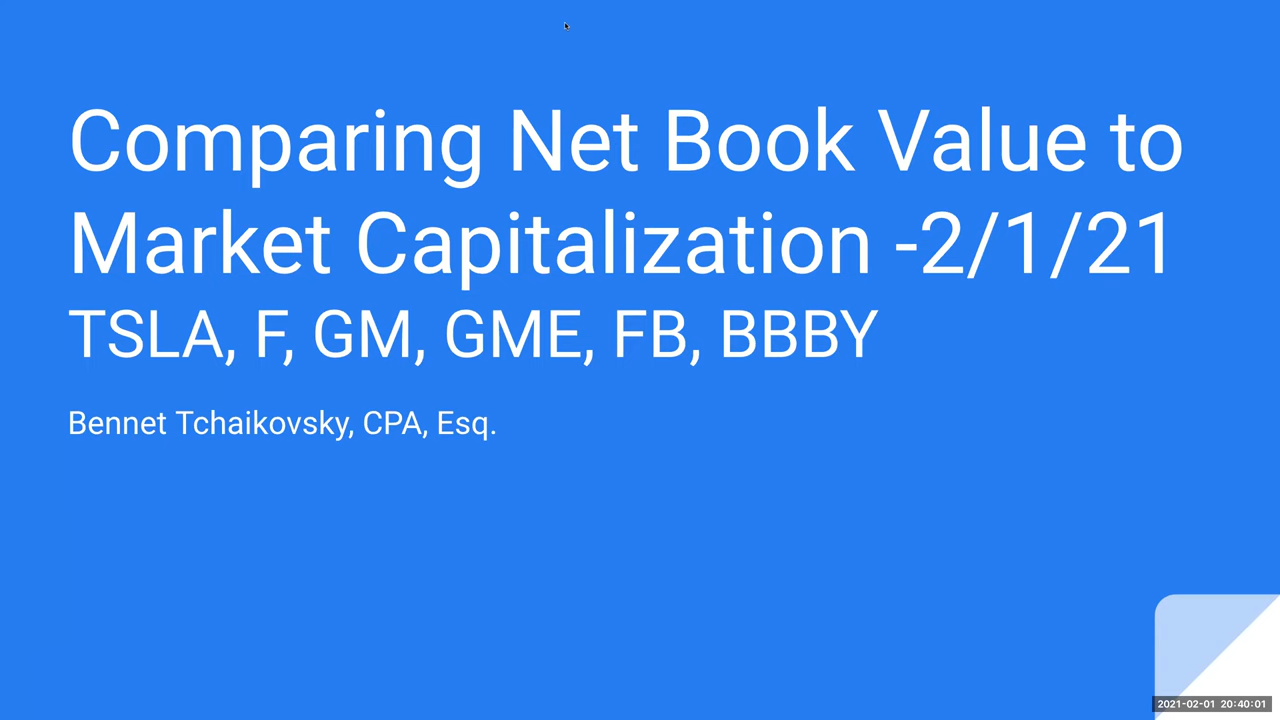 Comparing Net Book Value to
Market Capitalization -2/1/21
TSLA, F, GM, GME, FB, BBBY
Bennet Tchaikovsky, CPA, Esq.
2021-02-01 20:40:01